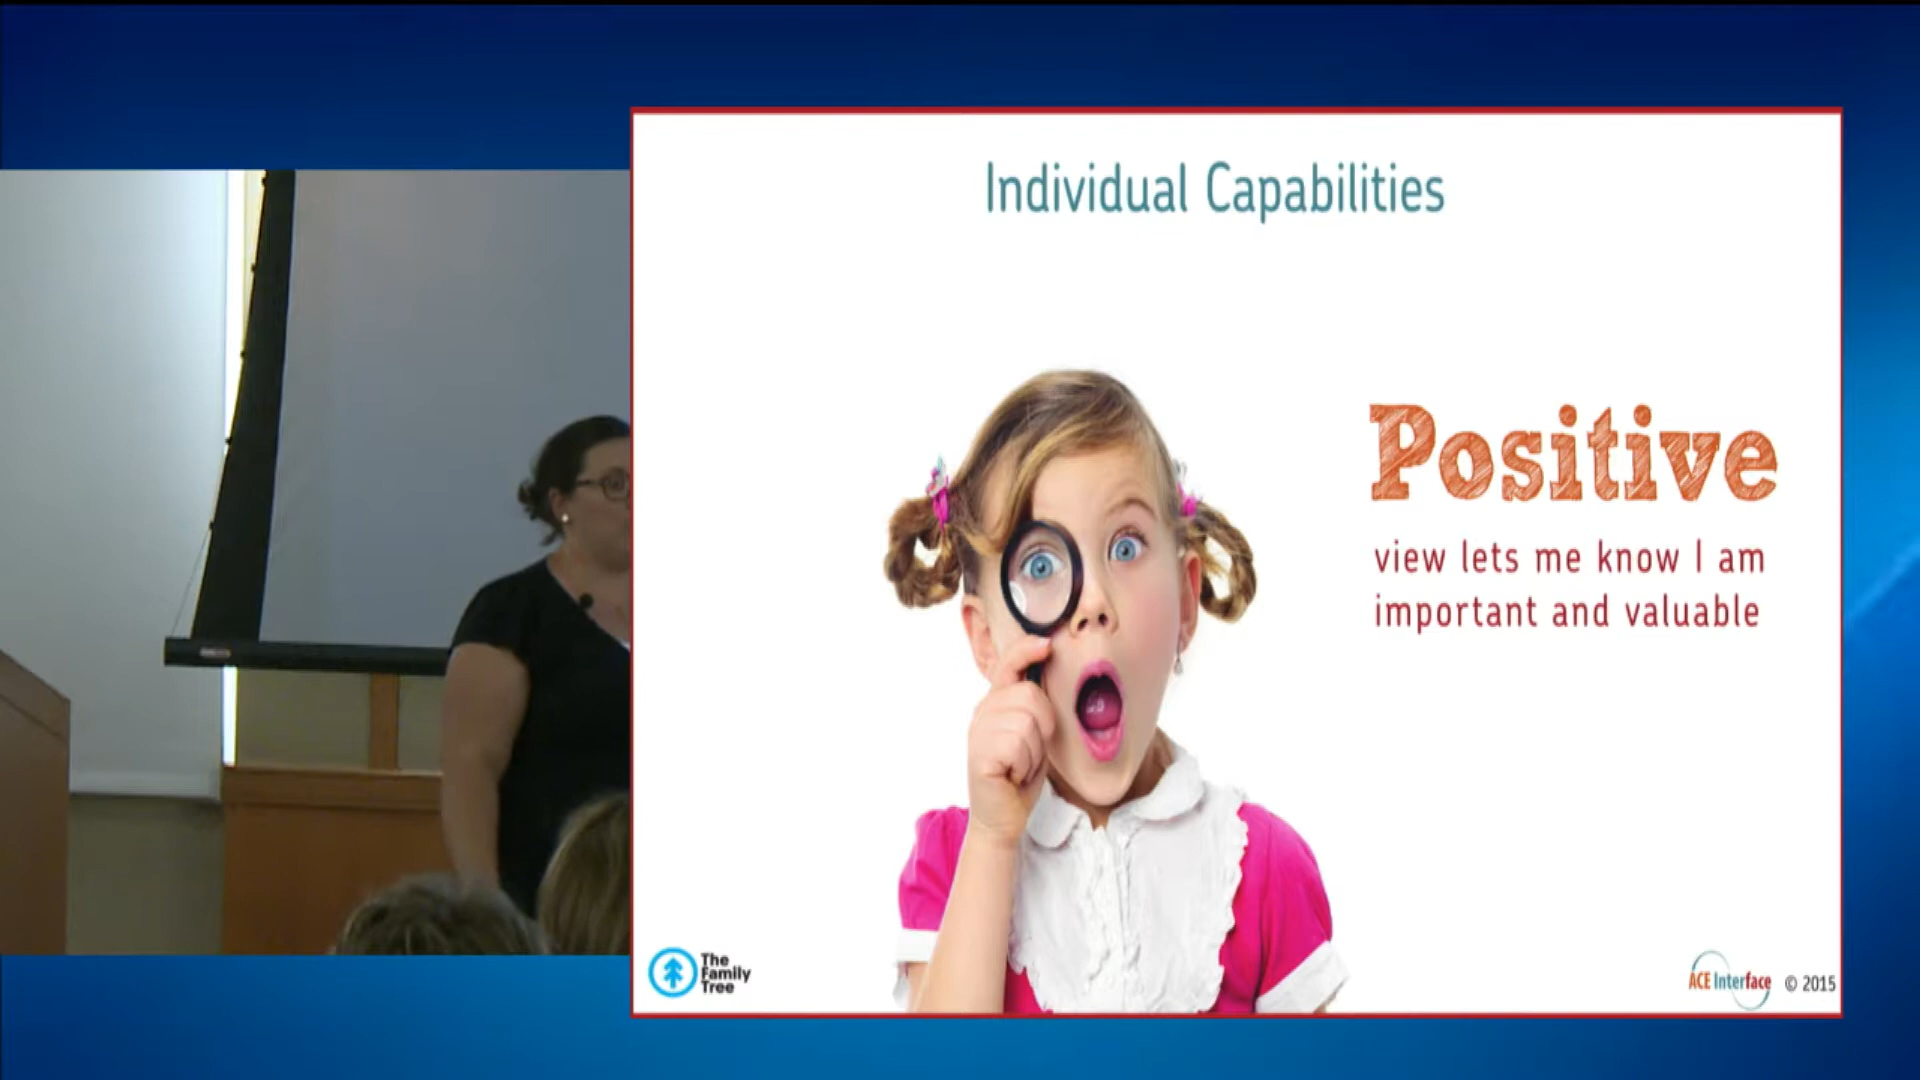 Individual Capabilities
Positive
view lets me know I am
important and valuable
The
Family
Tree
ACE Interface © 2015